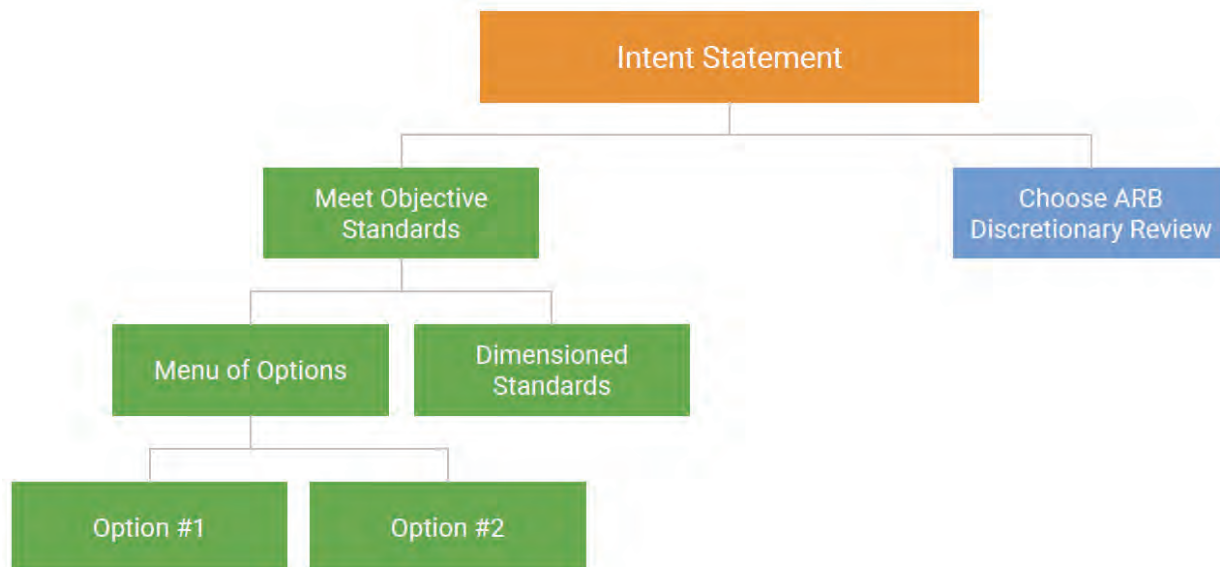 Intent Statement
Meet Objective
Standards
Choose ARB
Discretionary Review
Menu of Options
Dimensioned
Standards
Option #1
Option #2